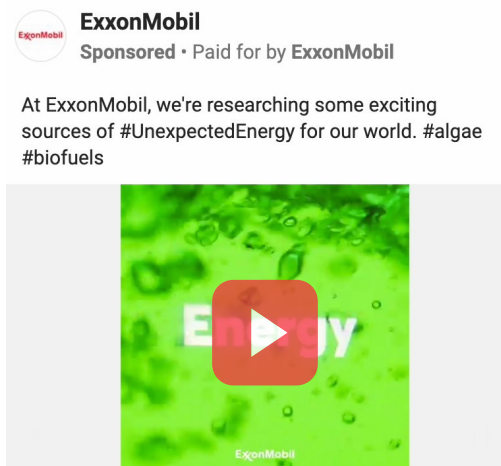 ExxonMobil
ExxonMobil
Sponsored • Paid for by ExxonMobil
At ExxonMobil, we're researching some exciting
sources of #UnexpectedEnergy for our world. #algae
#biofuels
Energy
ExxonMobil